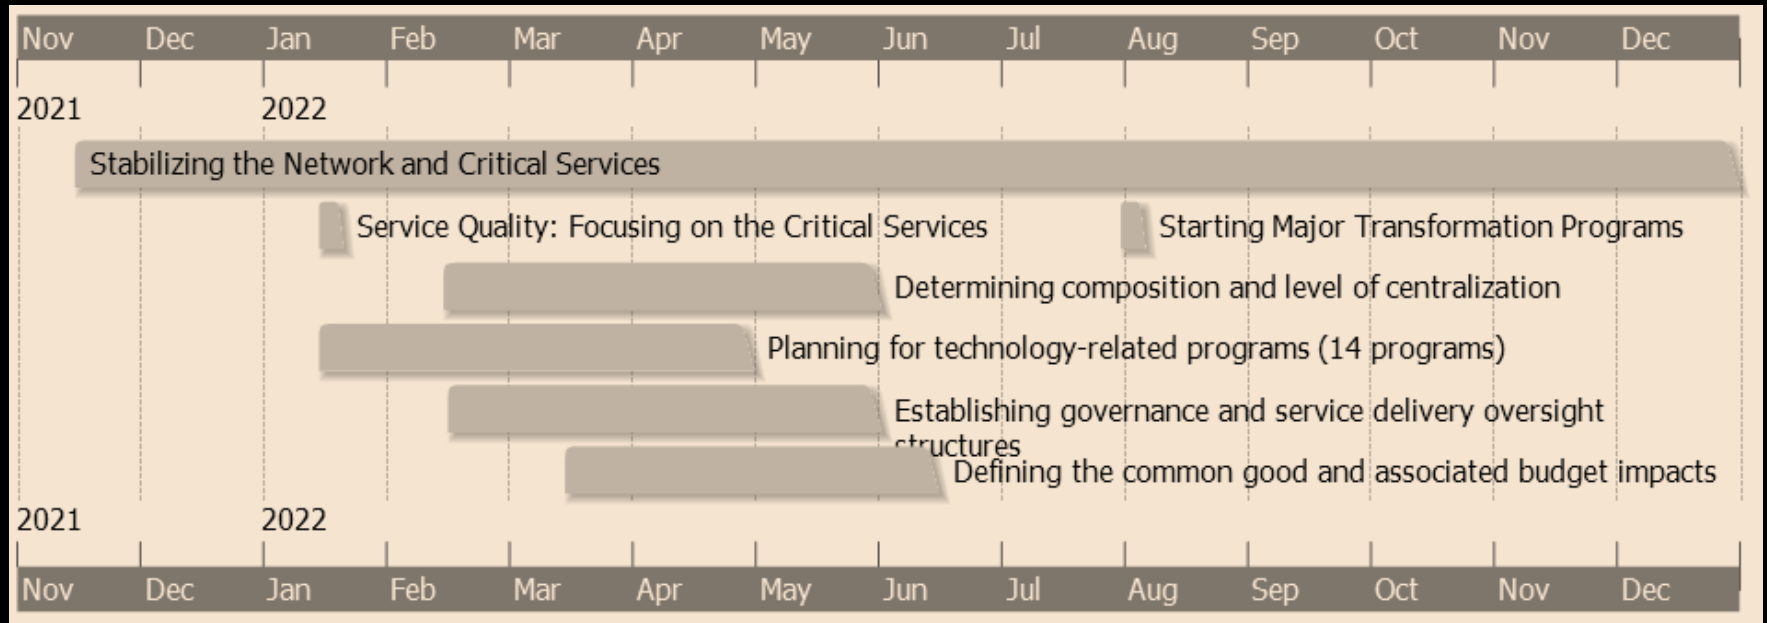 Nov Dec Jan Feb Mar Apr May Jun Jul Aug Sep Oct Nov Dec
2021 2022
Stabilizing the Network and Critical Services
Service Quality: Focusing on the Critical Services Starting Major Transformation Programs
Determining composition and level of centralization
Planning for technology-related programs (14 programs)
Establishing governance and service delivery oversight
structures
Defining the common good and associated budget impacts
2021 2022
Nov Dec Jan Feb Mar Apr May Jun Jul Aug Sep Oct Nov Dec